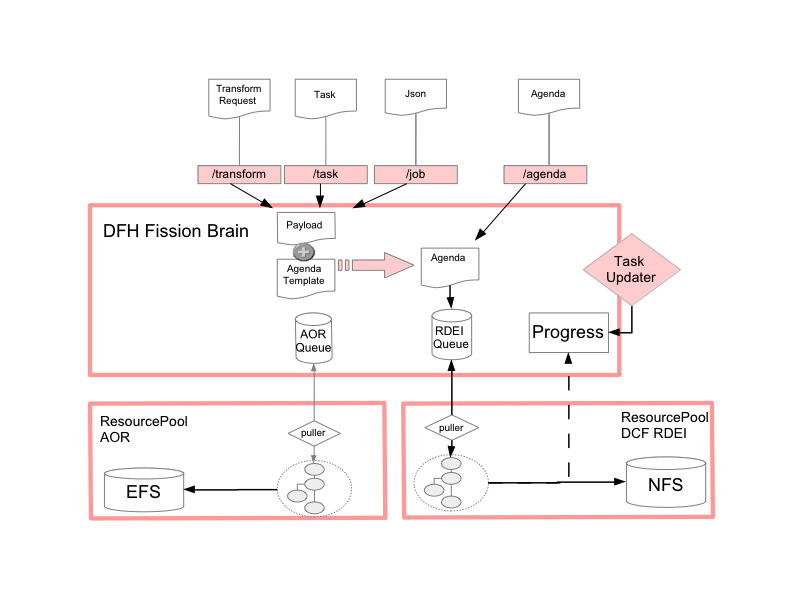 Transform
Request
Task
Json
Agenda
/transform
/task
/job
/agenda
DFH Fission Brain
Payload
Agenda
Template
Agenda
Task
Updater
AOR
Queue
RDEI
Queue
Progress
ResourcePool
AOR
puller
EFS
puller
ResourcePool
DCF RDEI
NFS